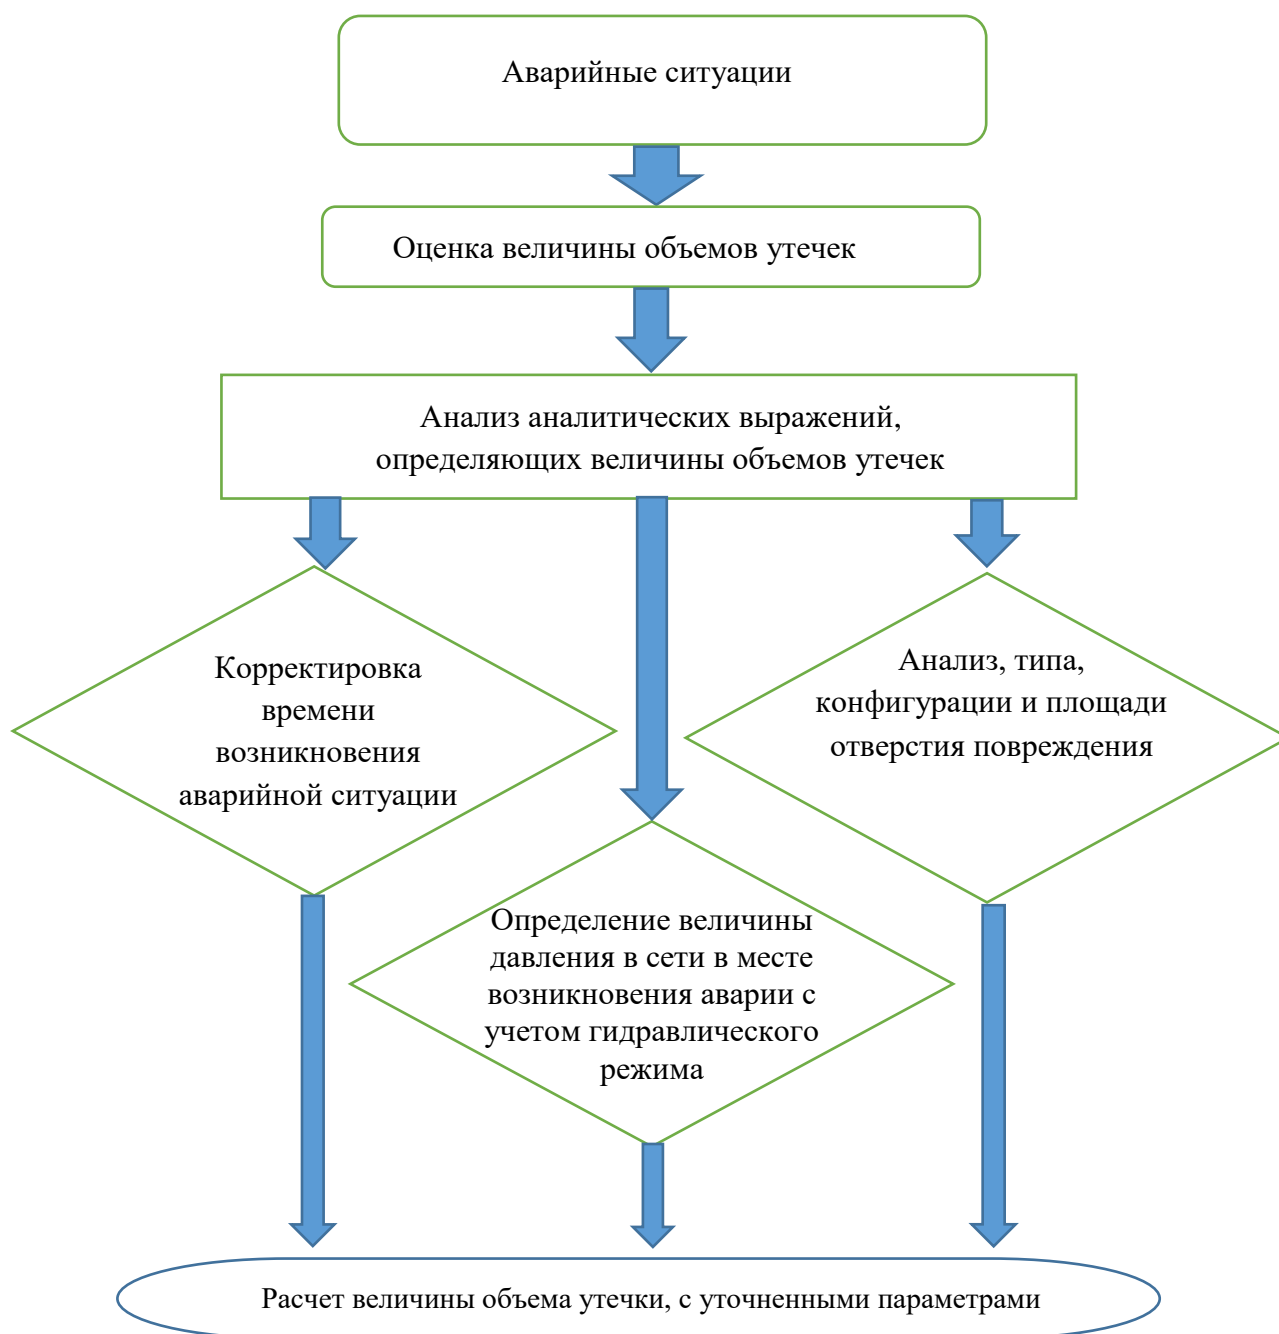 Аварийные ситуации
Оценка величины объемов утечек
Анализ аналитических выражений,
определяющих величины объемов утечек
Корректировка
времени
возникновения
аварийной ситуации
Анализ, типа,
конфигурации и площади
отверстия повреждения
Определение величины
давления в сети в месте
возникновения аварии с
учетом гидравлического
режима
Расчет величины объема утечки, с уточненными параметрами